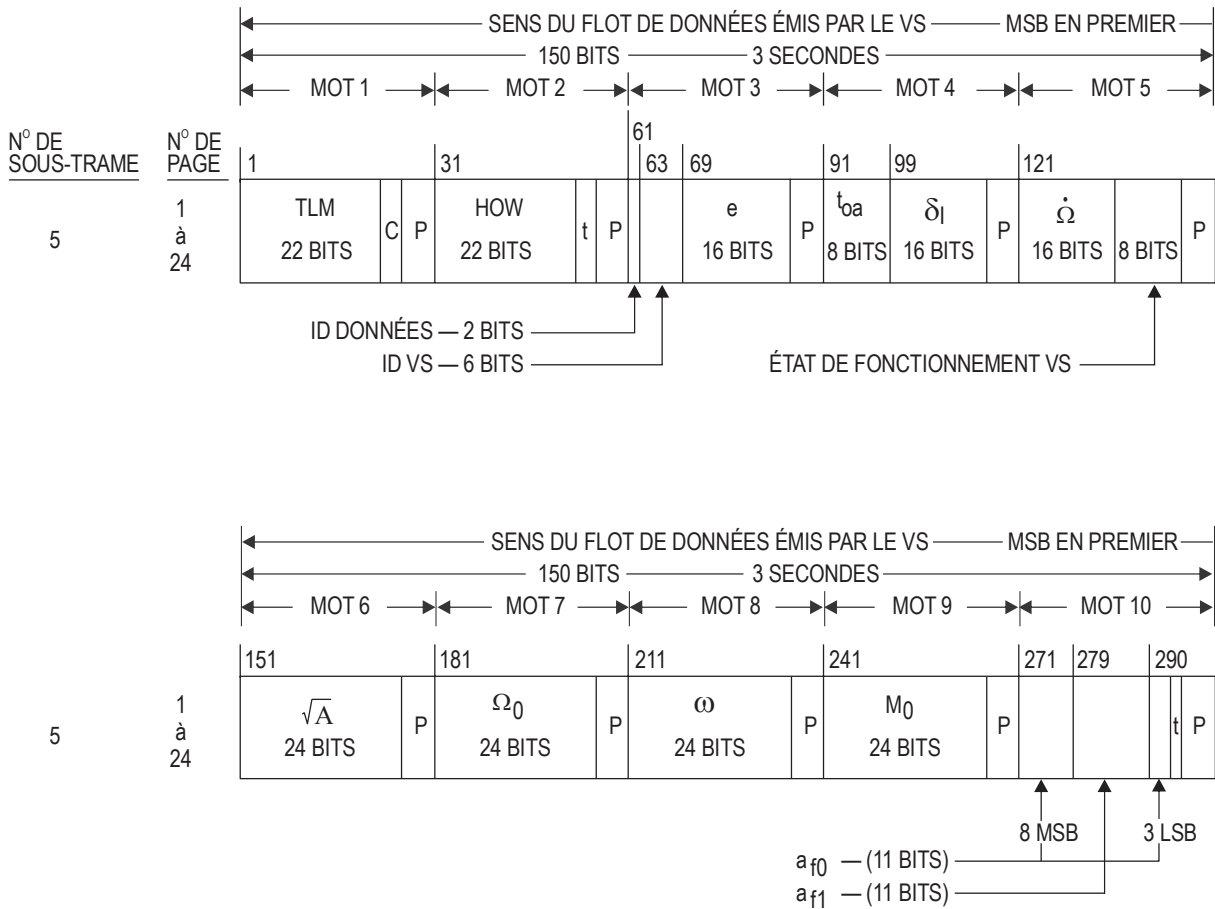 SENS DU FLOT DE DONNÉES ÉMIS PAR LE VS MSB EN PREMIER
150 BITS 3 SECONDES
MOT 1 MOT 2 MOT 3 MOT 4 MOT 5
N° DE SOUS-TRAME
N° DE PAGE
1 31 61 63 69 91 99 121
5
1 à 24
TLM 22 BITS C P
HOW 22 BITS t P
e 16 BITS P
toa 8 BITS
δI 16 BITS P
Ω̇ 16 BITS
8 BITS P
ID DONNÉES — 2 BITS
ID VS — 6 BITS
ÉTAT DE FONCTIONNEMENT VS
SENS DU FLOT DE DONNÉES ÉMIS PAR LE VS MSB EN PREMIER
150 BITS 3 SECONDES
MOT 6 MOT 7 MOT 8 MOT 9 MOT 10
151 181 211 241 271 279 290
5
1 à 24
√A 24 BITS P
Ω0 24 BITS P
ω 24 BITS P
M0 24 BITS P
t P
8 MSB 3 LSB
af0 — (11 BITS)
af1 — (11 BITS)